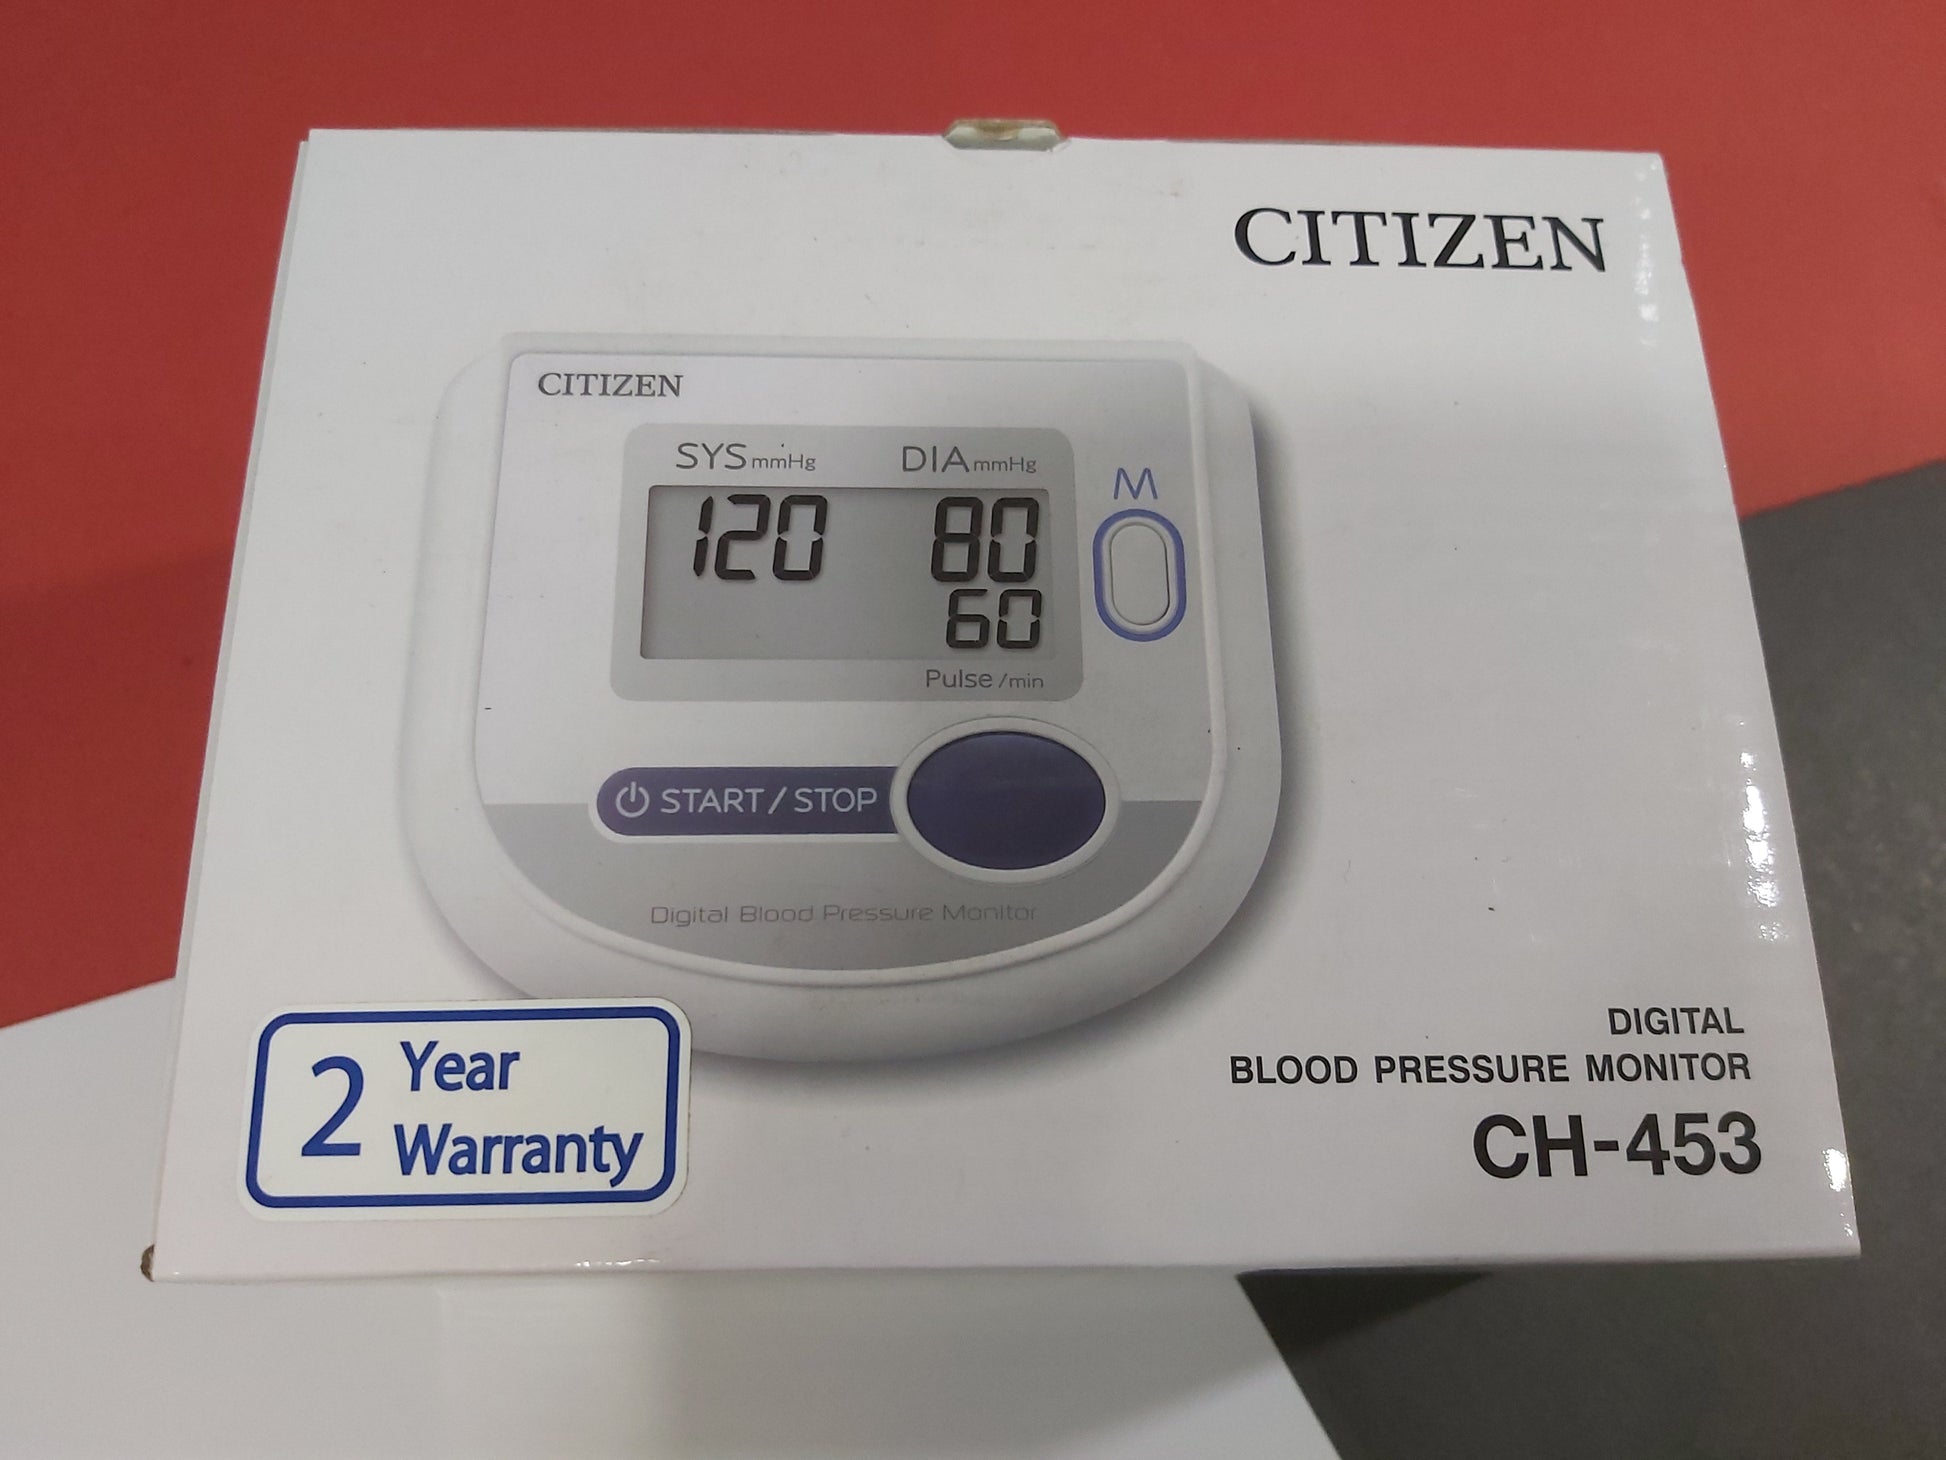 CITIZEN
CITIZEN
SYS mmHg DIA mmHg
120 80
60
Pulse /min
M
START / STOP
Digital Blood Pressure Monitor
2 Year
Warranty
DIGITAL
BLOOD PRESSURE MONITOR
CH-453